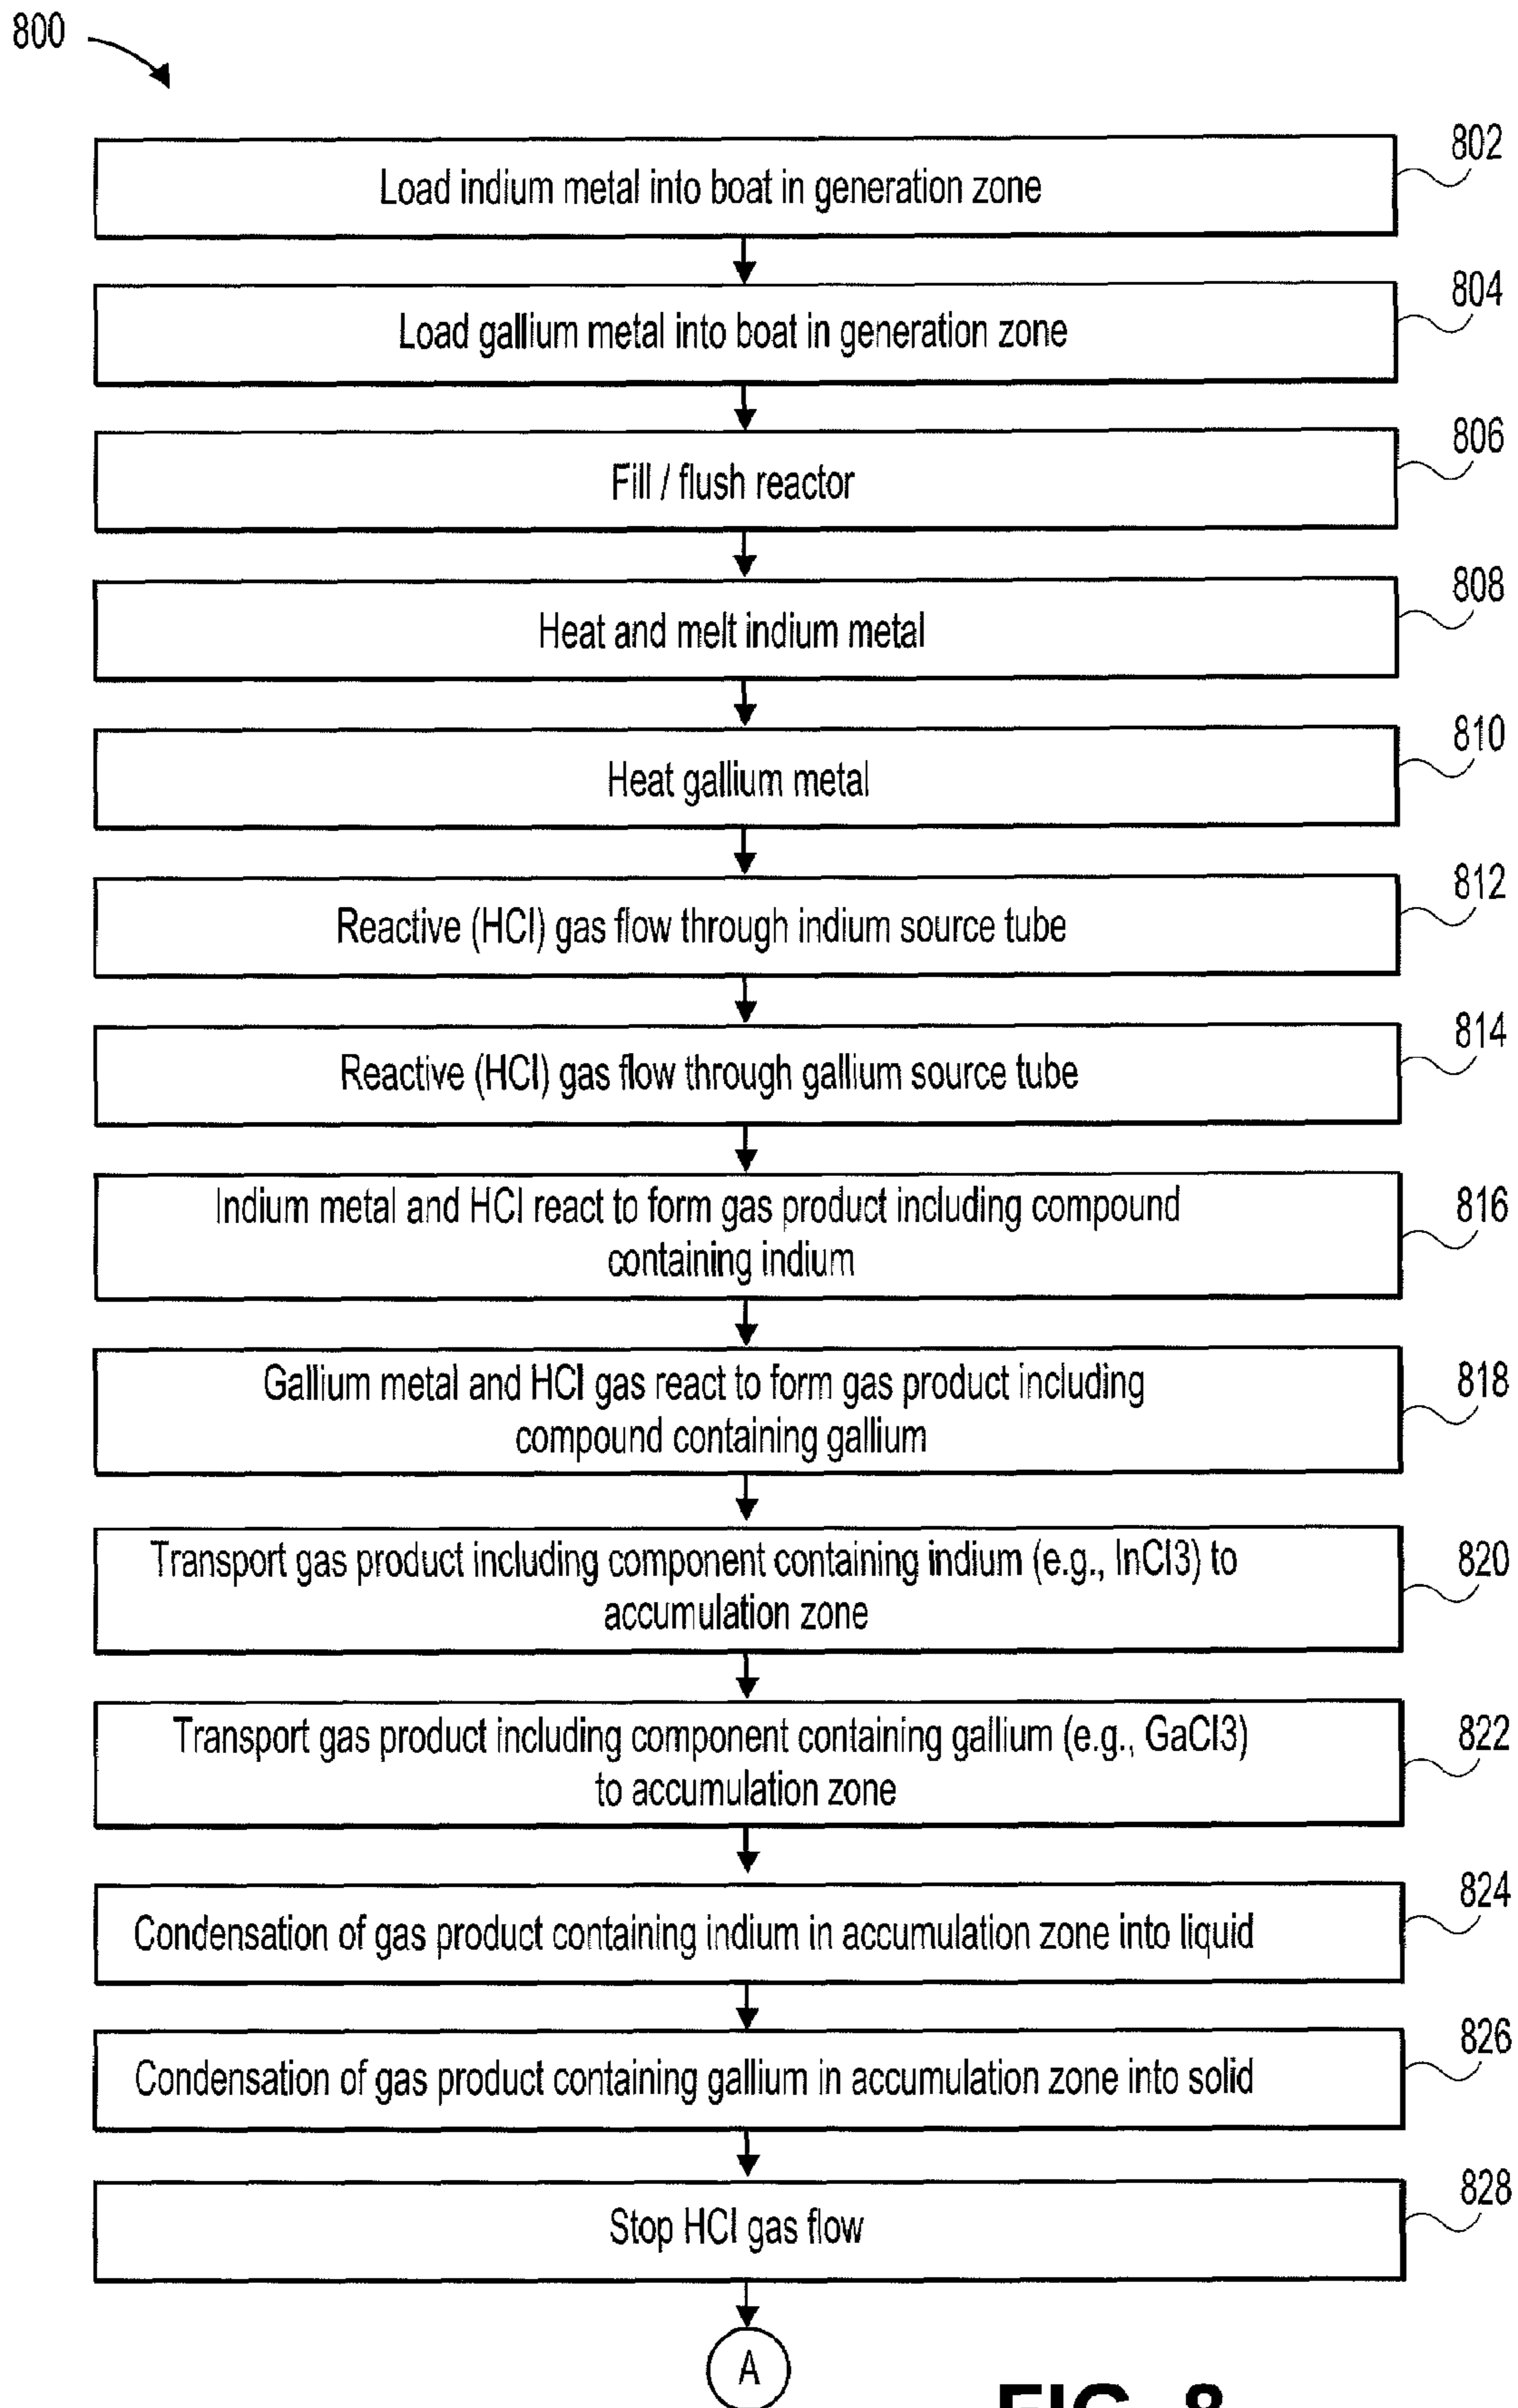 800
802
Load indium metal into boat in generation zone
804
Load gallium metal into boat in generation zone
806
Fill / flush reactor
808
Heat and melt indium metal
810
Heat gallium metal
812
Reactive (HCl) gas flow through indium source tube
814
Reactive (HCl) gas flow through gallium source tube
816
Indium metal and HCl react to form gas product including compound
containing indium
818
Gallium metal and HCl gas react to form gas product including
compound containing gallium
820
Transport gas product including component containing indium (e.g., InCl3) to
accumulation zone
822
Transport gas product including component containing gallium (e.g., GaCl3)
to accumulation zone
824
Condensation of gas product containing indium in accumulation zone into liquid
826
Condensation of gas product containing gallium in accumulation zone into solid
828
Stop HCl gas flow
A
FIG. 8